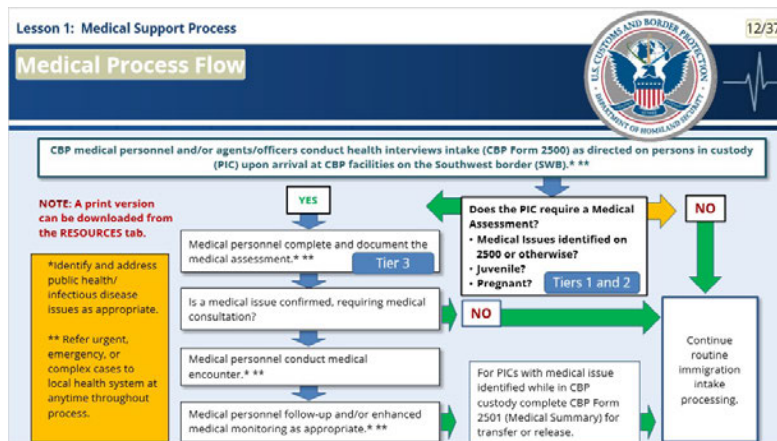 Lesson 1: Medical Support Process
12/37
Medical Process Flow
U.S. CUSTOMS AND BORDER PROTECTION
DEPARTMENT OF HOMELAND SECURITY
CBP medical personnel and/or agents/officers conduct health interviews intake (CBP Form 2500) as directed on persons in custody
(PIC) upon arrival at CBP facilities on the Southwest border (SWB).* **
NOTE: A print version
can be downloaded from
the RESOURCES tab.
*Identify and address
public health/
infectious disease
issues as appropriate.
** Refer urgent,
emergency, or
complex cases to
local health system at
anytime throughout
process.
YES
Does the PIC require a Medical
Assessment?
• Medical Issues identified on
2500 or otherwise?
• Juvenile?
• Pregnant?
Tiers 1 and 2
NO
Medical personnel complete and document the
medical assessment.* **
Tier 3
Is a medical issue confirmed, requiring medical
consultation?
NO
Medical personnel conduct medical
encounter.* **
Medical personnel follow-up and/or enhanced
medical monitoring as appropriate.* **
For PICs with medical issue
identified while in CBP
custody complete CBP Form
2501 (Medical Summary) for
transfer or release.
Continue
routine
immigration
intake
processing.